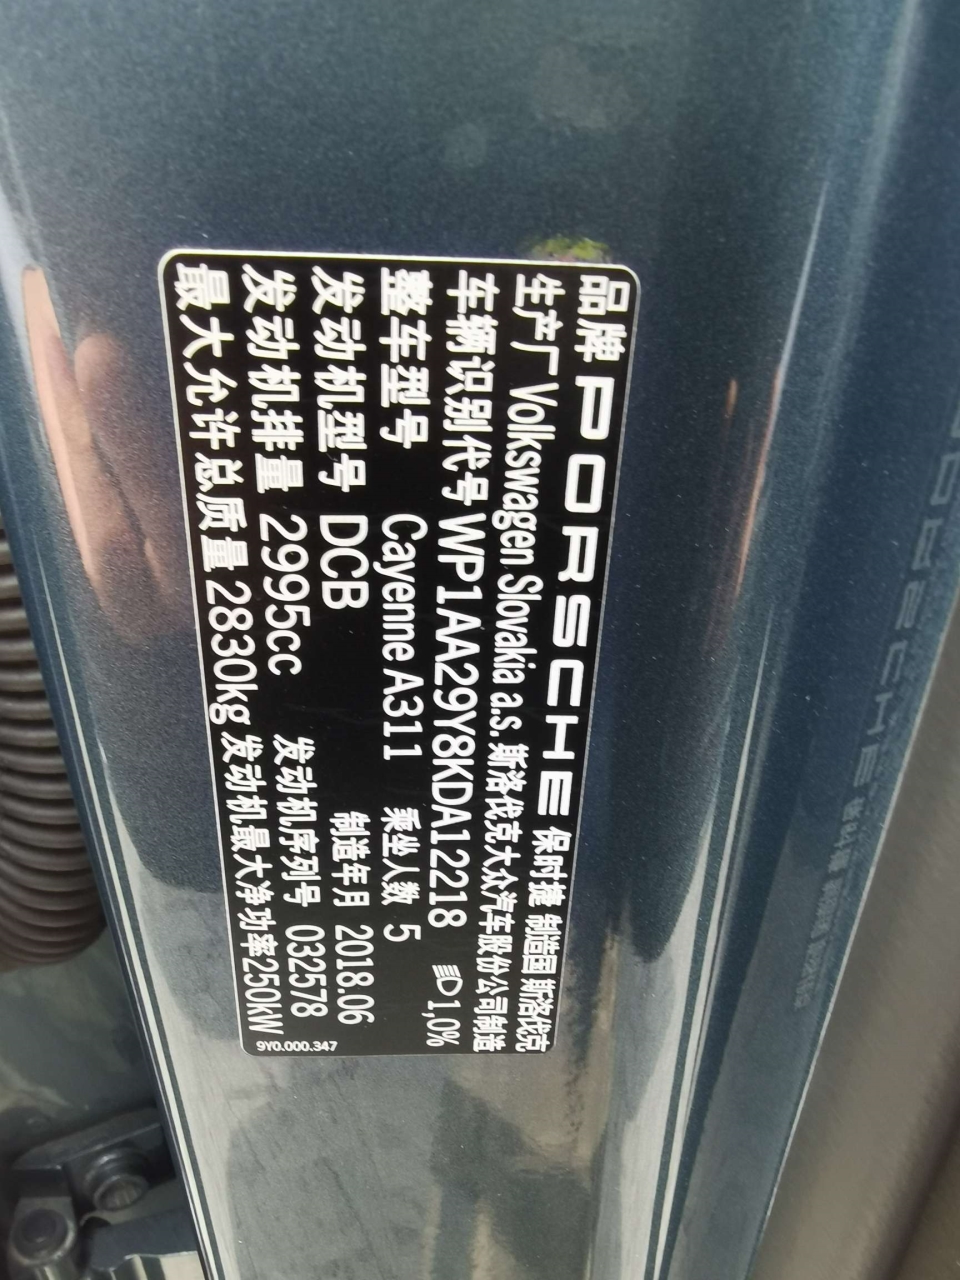 品牌 PORSCHE 保时捷 制造国 斯洛伐克
生产厂 Volkswagen Slovakia a.s. 斯洛伐克大众汽车股份公司制造
车辆识别代号 WP1AA29Y8KDA12218 1,0%
整车型号 Cayenne A311 乘坐人数 5
发动机型号 DCB 制造年月 2018.06
发动机排量 2995cc 发动机序列号 032578
最大允许总质量 2830kg 发动机最大净功率250kW
9Y0.000.347